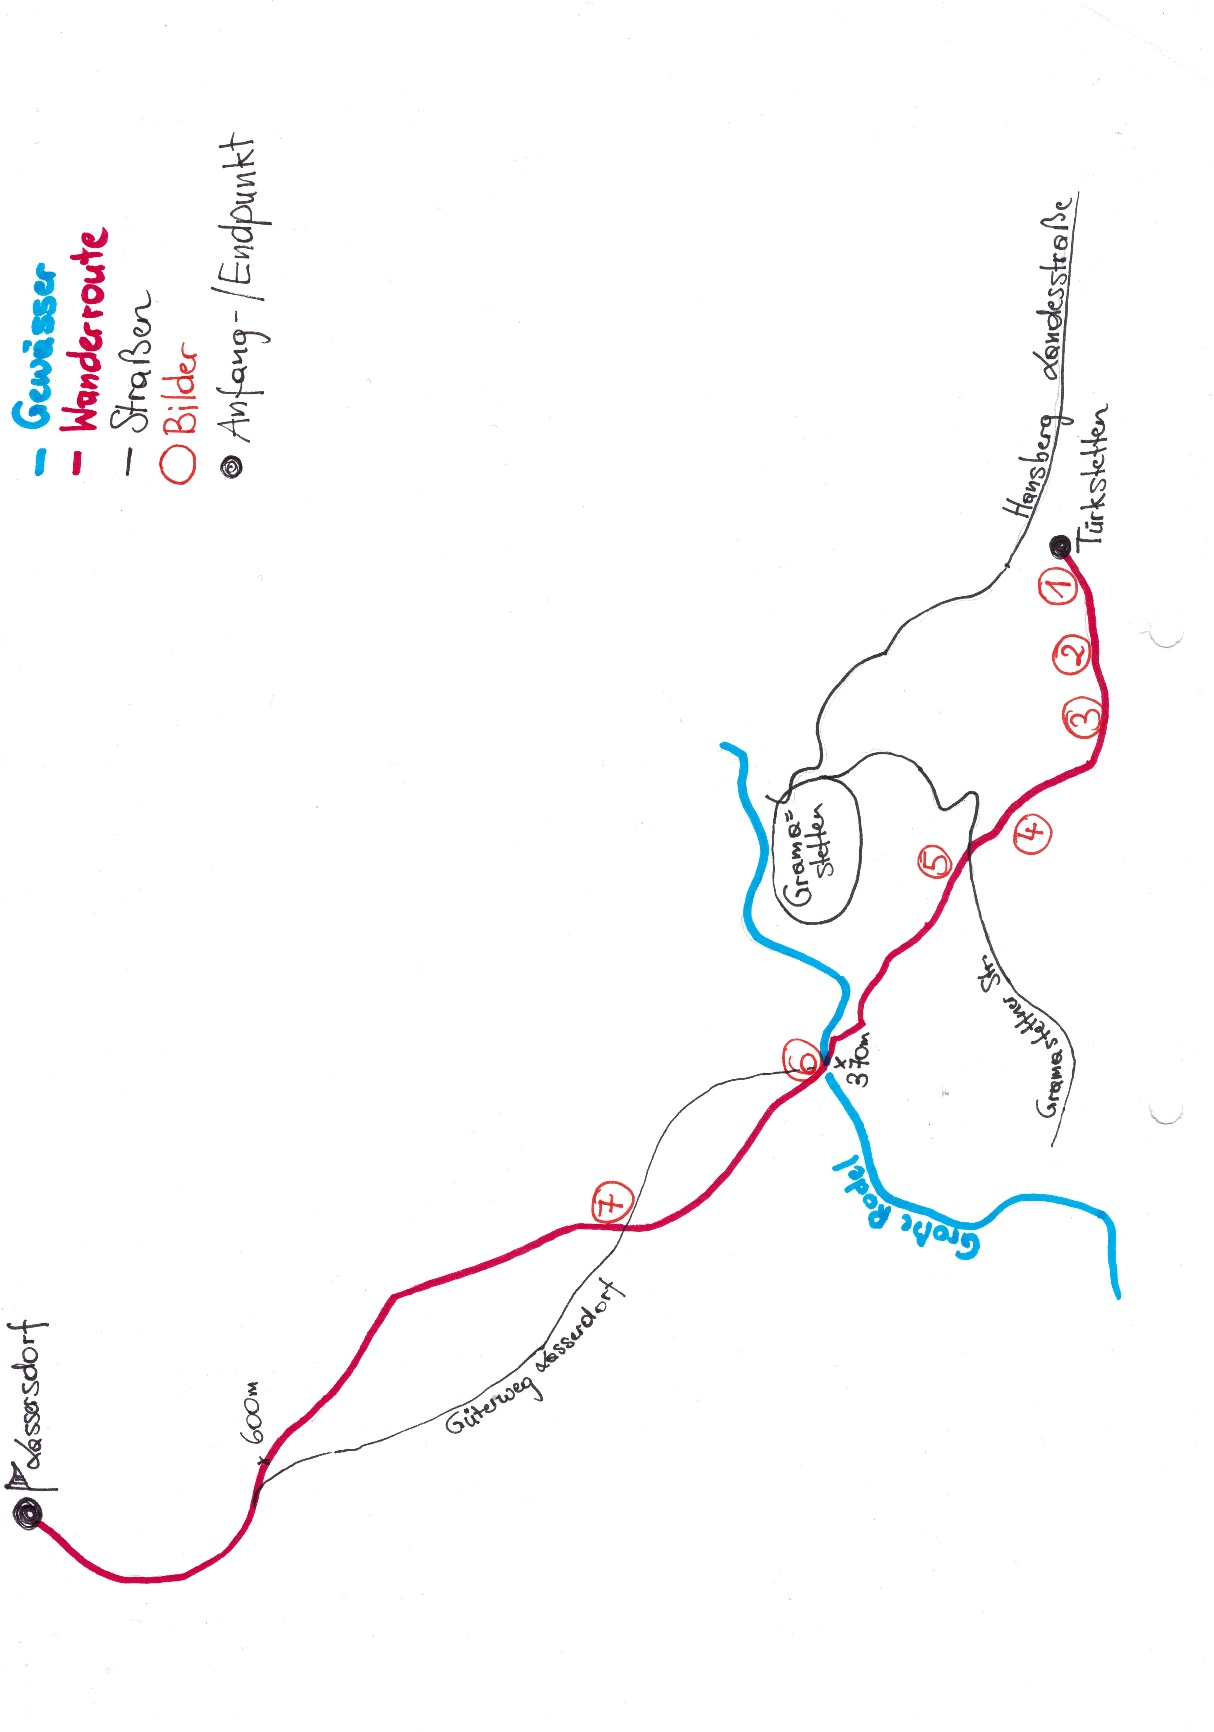 – Gewässer
– Wanderroute
– Straßen
Bilder
Anfang-/Endpunkt
Lassersdorf
600m
Güterweg Lasserdorf
7
6
x
370m
Große Rodel
Grama=
stetten
5
4
Gramastettner Str.
3
2
1
Türkstetten
Hansberg Landesstraße